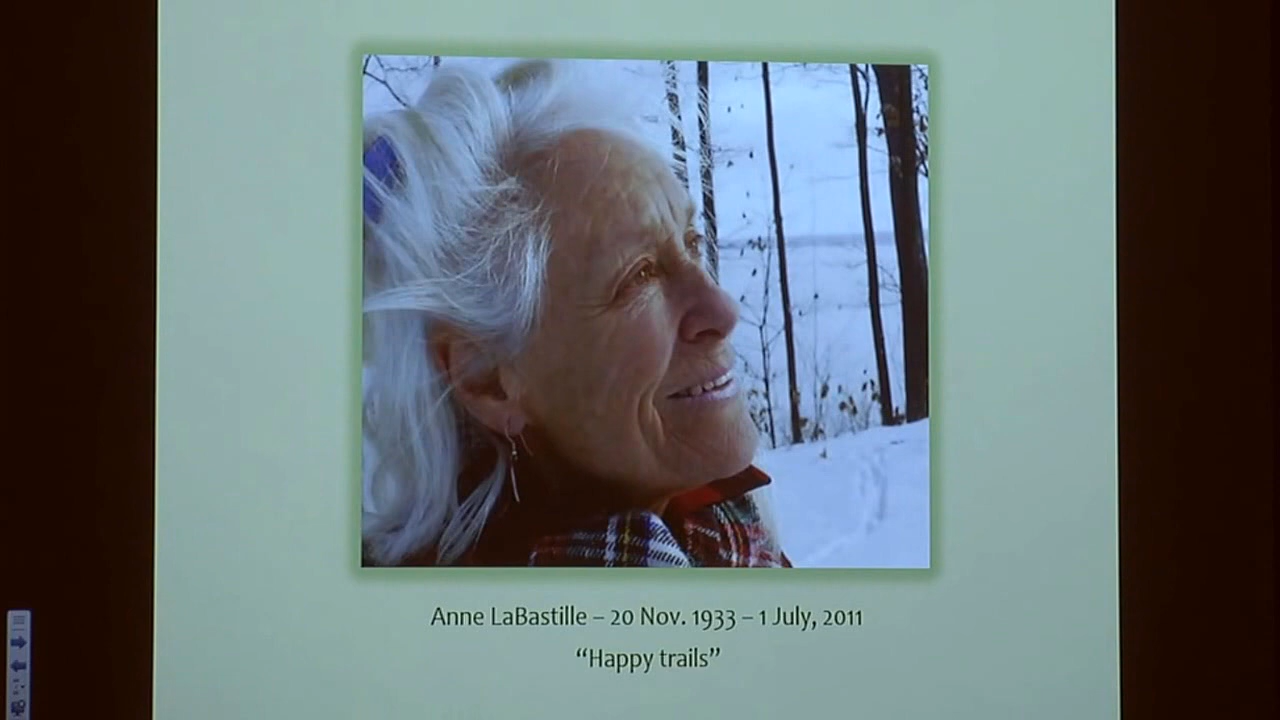 Anne LaBastille – 20 Nov. 1933 – 1 July, 2011
“Happy trails”